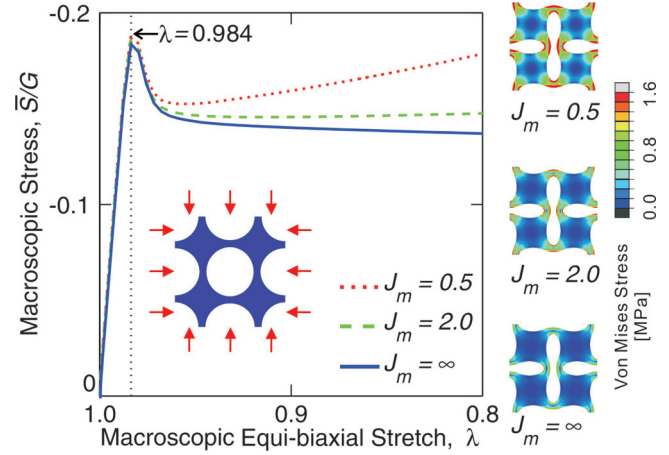 -0.2
λ=0.984
Macroscopic Stress, S̅/G
-0.1
0
J_m = 0.5
J_m = 2.0
J_m = ∞
1.0
0.9
0.8
Macroscopic Equi-biaxial Stretch, λ
J_m = 0.5
J_m = 2.0
J_m = ∞
1.6
0.8
0.0
Von Mises Stress
[MPa]